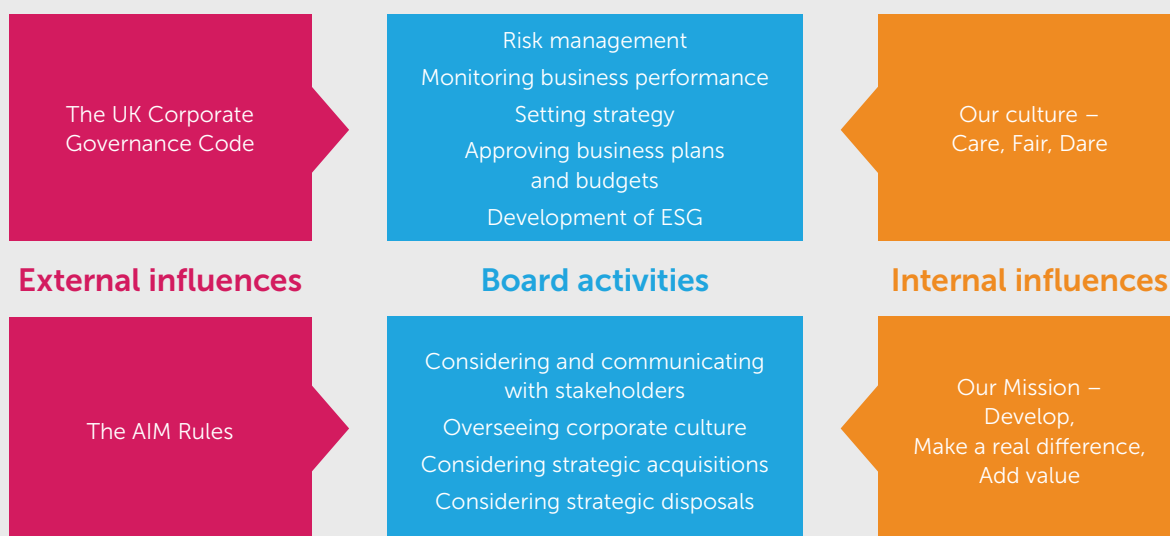 The UK Corporate
Governance Code
Risk management
Monitoring business performance
Setting strategy
Approving business plans
and budgets
Development of ESG
Our culture –
Care, Fair, Dare
External influences
Board activities
Internal influences
The AIM Rules
Considering and communicating
with stakeholders
Overseeing corporate culture
Considering strategic acquisitions
Considering strategic disposals
Our Mission –
Develop,
Make a real difference,
Add value